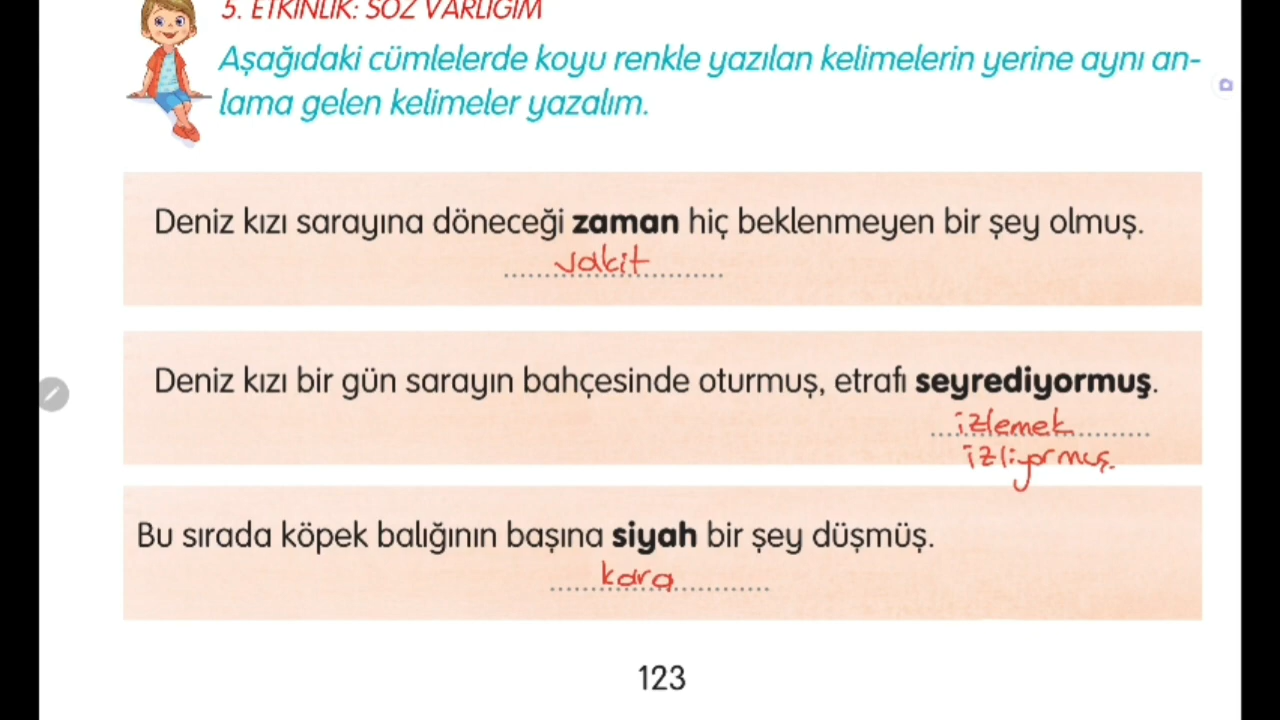 5. ETKİNLİK: SÖZ VARLIĞIM
Aşağıdaki cümlelerde koyu renkle yazılan kelimelerin yerine aynı an-
lama gelen kelimeler yazalım.
Deniz kızı sarayına döneceği zaman hiç beklenmeyen bir şey olmuş.
vakit
Deniz kızı bir gün sarayın bahçesinde oturmuş, etrafı seyrediyormuş.
izlemek
izliyormuş.
Bu sırada köpek balığının başına siyah bir şey düşmüş.
kara
123